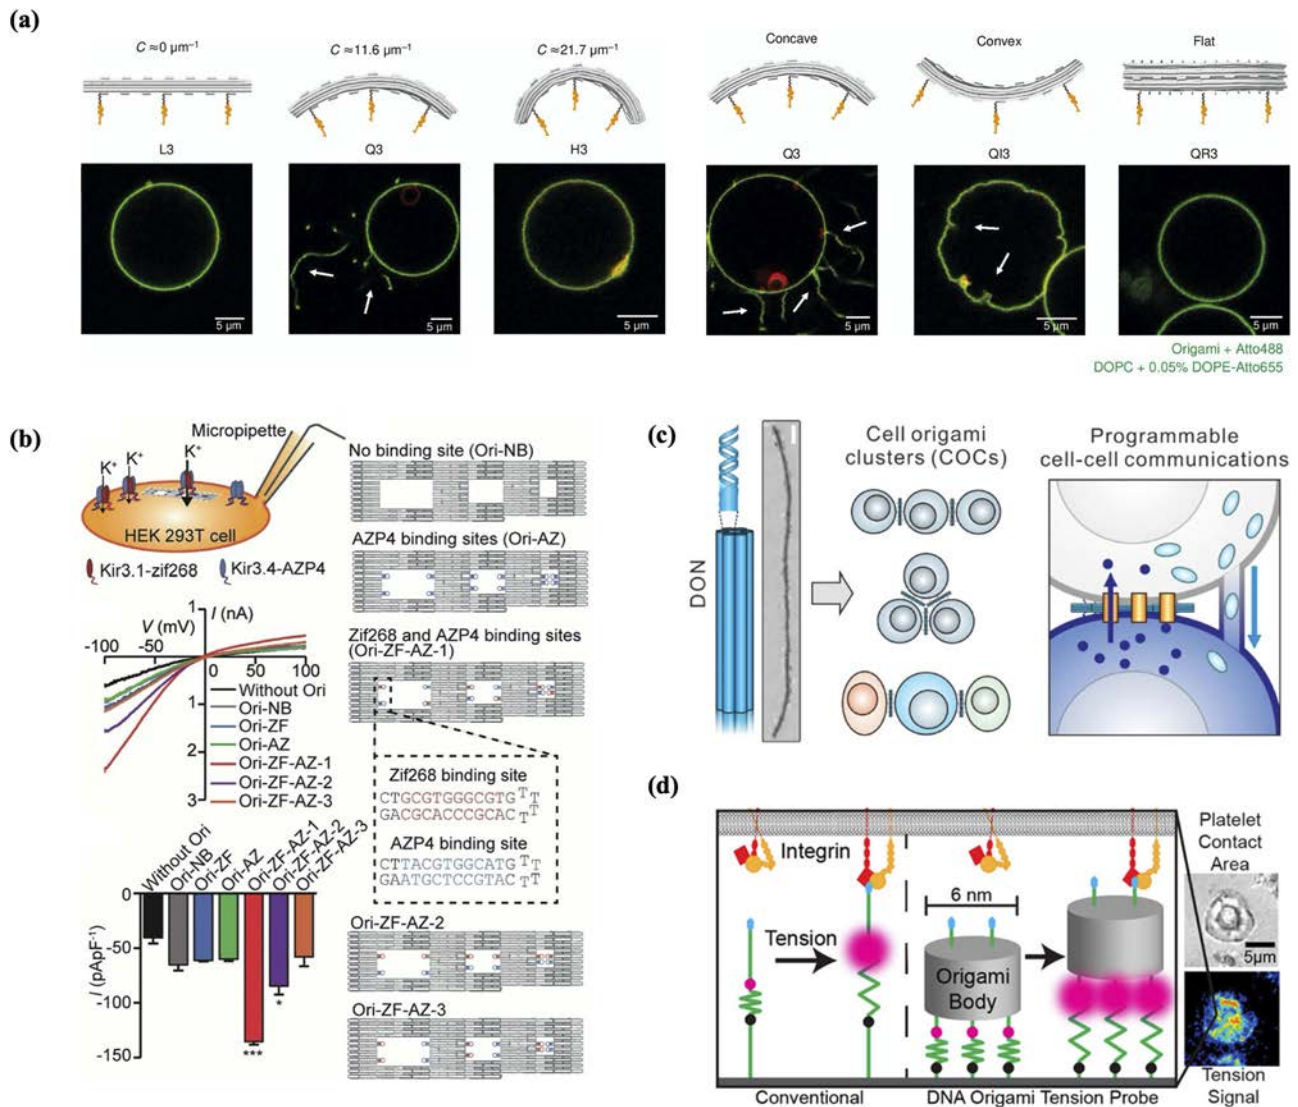 (a)
C ≈0 µm⁻¹
C ≈11.6 µm⁻¹
C ≈21.7 µm⁻¹
Concave
Convex
Flat
L3
Q3
H3
Q3
QI3
QR3
5 µm
5 µm
5 µm
5 µm
5 µm
5 µm
Origami + Atto488
DOPC + 0.05% DOPE-Atto655
(b)
Micropipette
K⁺
K⁺
K⁺
HEK 293T cell
Kir3.1-zif268
Kir3.4-AZP4
No binding site (Ori-NB)
AZP4 binding sites (Ori-AZ)
Zif268 and AZP4 binding sites
(Ori-ZF-AZ-1)
1
I (nA)
V (mV)
-100
-50
0
50
100
1
2
3
Without Ori
Ori-NB
Ori-ZF
Ori-AZ
Ori-ZF-AZ-1
Ori-ZF-AZ-2
Ori-ZF-AZ-3
Zif268 binding site
CTGCGTGGGCGTGTT
GACGCACCCGCACTT
AZP4 binding site
CTTACGTGGCATGTT
GAATGCTCCGTACTT
Without Ori
Ori-NB
Ori-ZF
Ori-AZ
Ori-ZF-AZ-1
Ori-ZF-AZ-2
Ori-ZF-AZ-3
0
-50
-100
-150
I (pApF⁻¹)
***
*
Ori-ZF-AZ-2
Ori-ZF-AZ-3
(c)
DON
Cell origami
clusters (COCs)
Programmable
cell-cell communications
(d)
Integrin
Tension
6 nm
Origami
Body
Conventional
DNA Origami Tension Probe
Platelet
Contact
Area
5µm
Tension
Signal